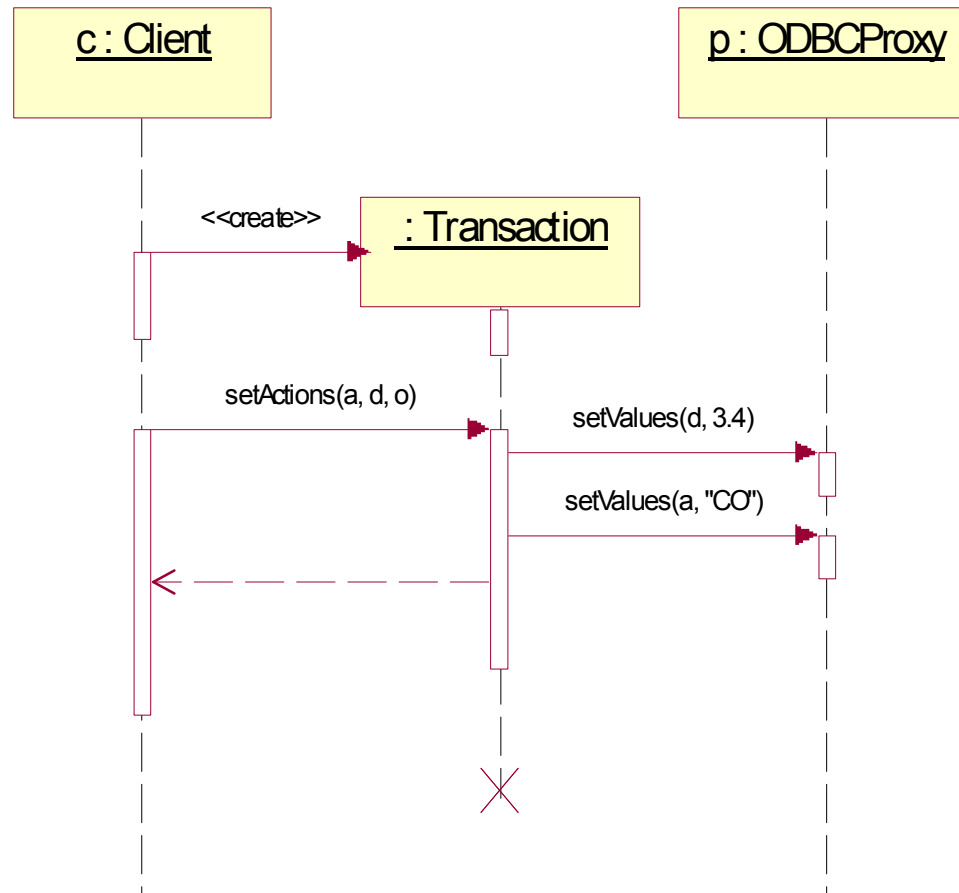 c : Client
p : ODBCProxy
<<create>>
: Transaction
setActions(a, d, o)
setValues(d, 3.4)
setValues(a, "CO")